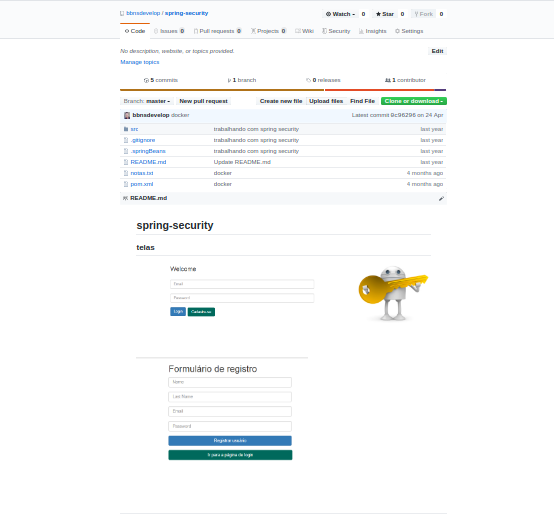 bbnsdevelop / spring-security
Watch 0 Star 0 Fork 0
Code Issues 0 Pull requests 0 Projects 0 Wiki Security Insights Settings
No description, website, or topics provided. Edit
Manage topics
5 commits 1 branch 0 releases 1 contributor
Branch: master New pull request Create new file Upload files Find File Clone or download
bbnsdevelop docker Latest commit 8c96296 on 24 Apr
src trabalhando com spring security last year
.gitignore trabalhando com spring security last year
.springBeans trabalhando com spring security last year
README.md Update README.md last year
notas.txt docker 4 months ago
pom.xml docker 4 months ago
README.md
spring-security
telas
Welcome
Email
Password
Login Cadastre-se
Formulário de registro
Name
Last Name
Email
Password
Registrar usuário
Ir para a página de login